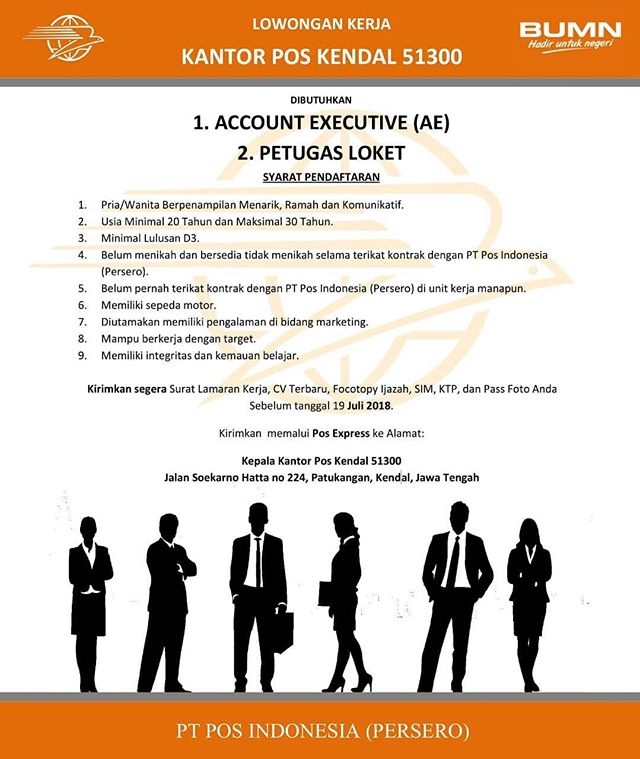 LOWONGAN KERJA
KANTOR POS KENDAL 51300
BUMN
Hadir untuk negeri
DIBUTUHKAN
1. ACCOUNT EXECUTIVE (AE)
2. PETUGAS LOKET
SYARAT PENDAFTARAN
1. Pria/Wanita Berpenampilan Menarik, Ramah dan Komunikatif.
2. Usia Minimal 20 Tahun dan Maksimal 30 Tahun.
3. Minimal Lulusan D3.
4. Belum menikah dan bersedia tidak menikah selama terikat kontrak dengan PT Pos Indonesia
(Persero).
5. Belum pernah terikat kontrak dengan PT Pos Indonesia (Persero) di unit kerja manapun.
6. Memiliki sepeda motor.
7. Diutamakan memiliki pengalaman di bidang marketing.
8. Mampu berkerja dengan target.
9. Memiliki integritas dan kemauan belajar.
Kirimkan segera Surat Lamaran Kerja, CV Terbaru, Focotopy Ijazah, SIM, KTP, dan Pass Foto Anda
Sebelum tanggal 19 Juli 2018.
Kirimkan memalui Pos Express ke Alamat:
Kepala Kantor Pos Kendal 51300
Jalan Soekarno Hatta no 224, Patukangan, Kendal, Jawa Tengah
PT POS INDONESIA (PERSERO)